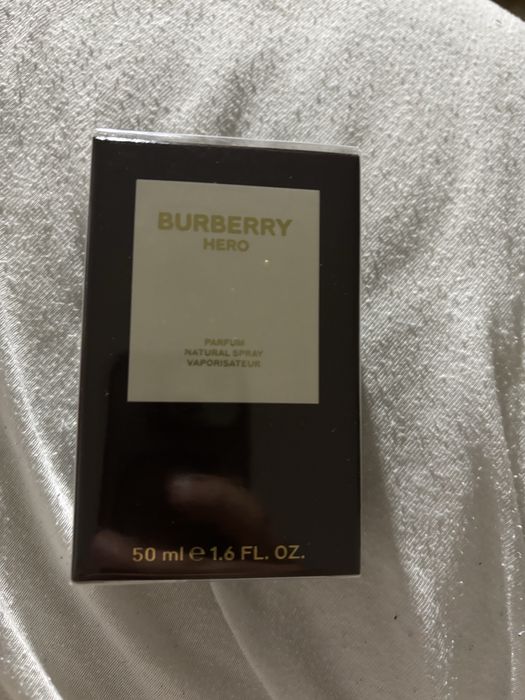 BURBERRY
HERO
PARFUM
NATURAL SPRAY
VAPORISATEUR
50 ml e 1.6 FL. OZ.